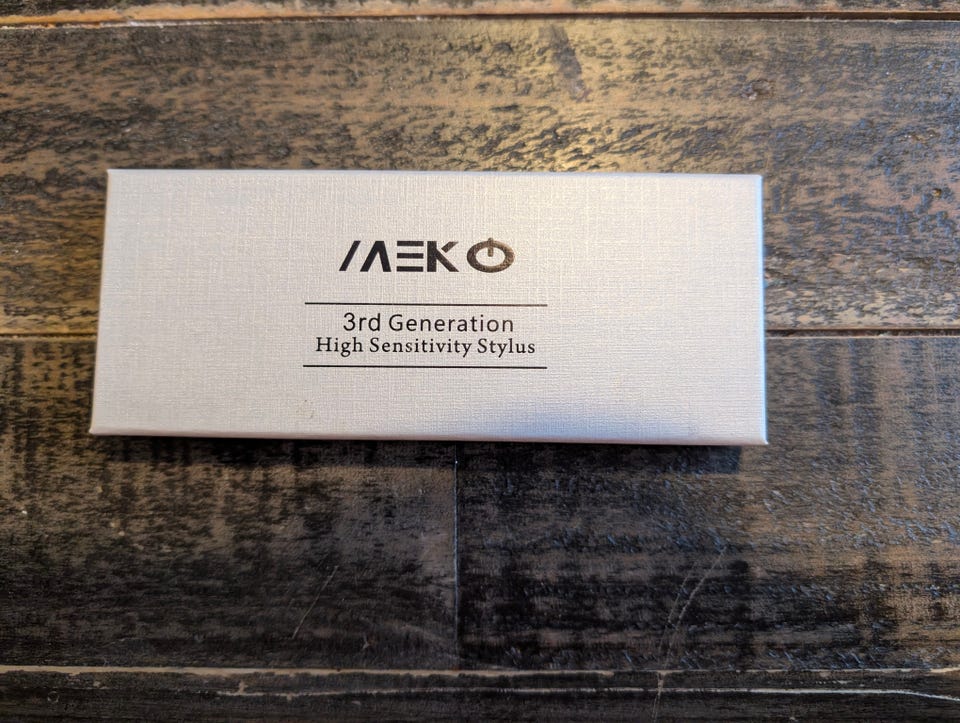 MEKO
3rd Generation
High Sensitivity Stylus